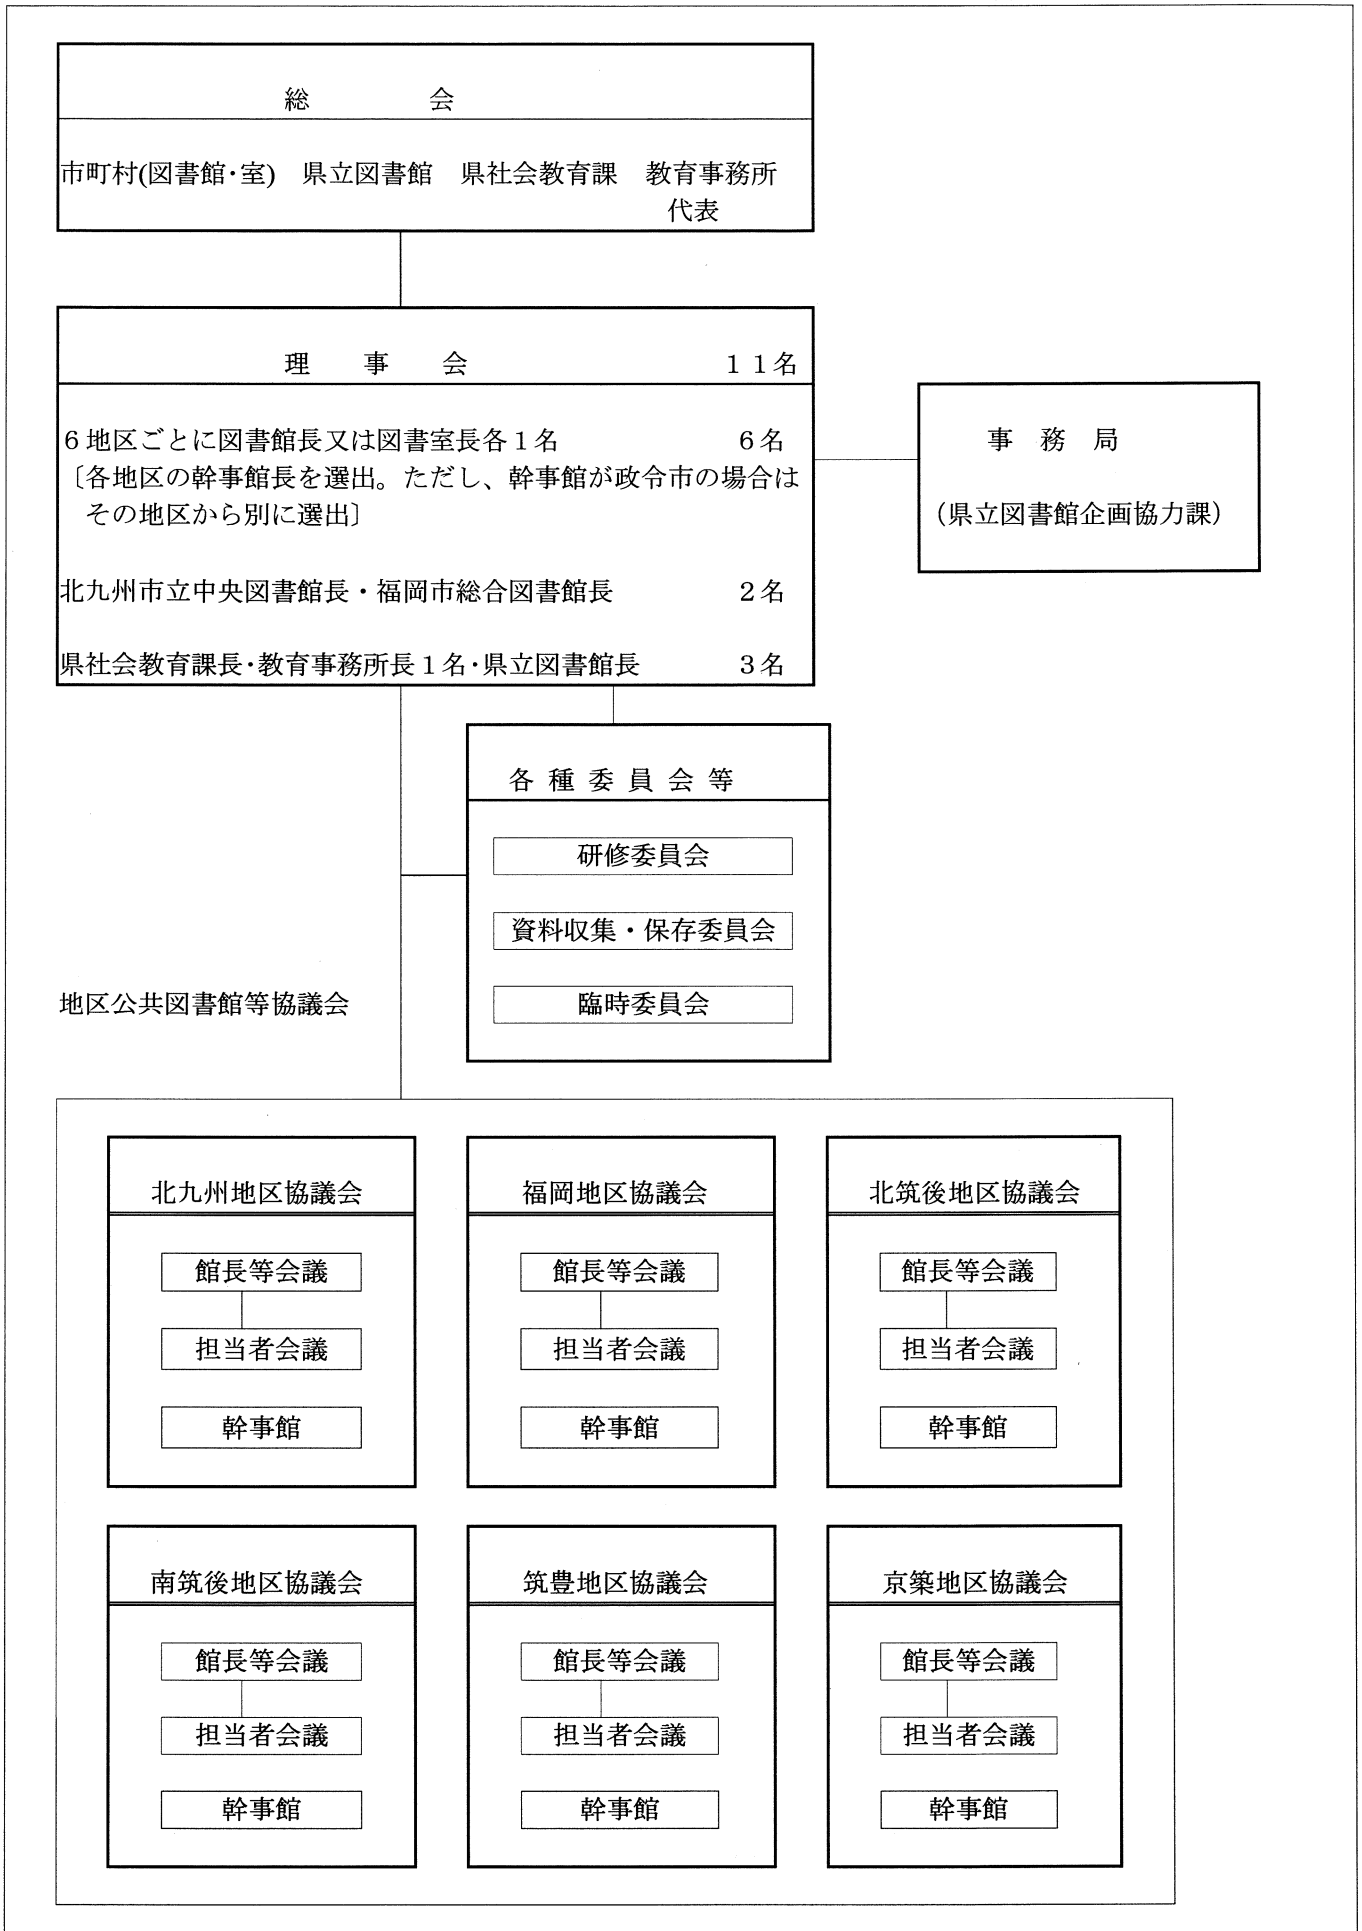 総　会
市町村(図書館・室)　県立図書館　県社会教育課　教育事務所
代表
理　事　会　１１名
６地区ごとに図書館長又は図書室長各１名　６名
〔各地区の幹事館長を選出。ただし、幹事館が政令市の場合は
その地区から別に選出〕
北九州市立中央図書館長・福岡市総合図書館長　２名
県社会教育課長・教育事務所長１名・県立図書館長　３名
事　務　局
（県立図書館企画協力課）
各種委員会等
研修委員会
資料収集・保存委員会
臨時委員会
地区公共図書館等協議会
北九州地区協議会
館長等会議
担当者会議
幹事館
福岡地区協議会
館長等会議
担当者会議
幹事館
北筑後地区協議会
館長等会議
担当者会議
幹事館
南筑後地区協議会
館長等会議
担当者会議
幹事館
筑豊地区協議会
館長等会議
担当者会議
幹事館
京築地区協議会
館長等会議
担当者会議
幹事館